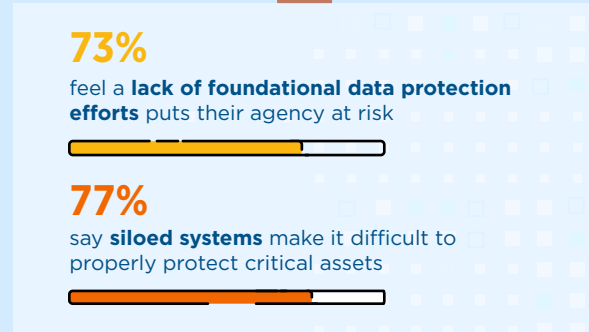 73%
feel a lack of foundational data protection
efforts puts their agency at risk
77%
say siloed systems make it difficult to
properly protect critical assets